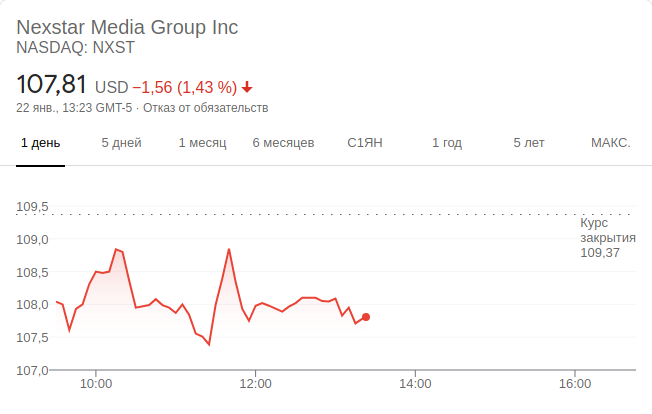 Nexstar Media Group Inc
NASDAQ: NXST
107,81 USD −1,56 (1,43 %)
22 янв., 13:23 GMT-5 · Отказ от обязательств
1 день 5 дней 1 месяц 6 месяцев С1ЯН 1 год 5 лет МАКС.
109,5
Курс
109,0
закрытия
109,37
108,5
108,0
107,5
107,0
10:00 12:00 14:00 16:00